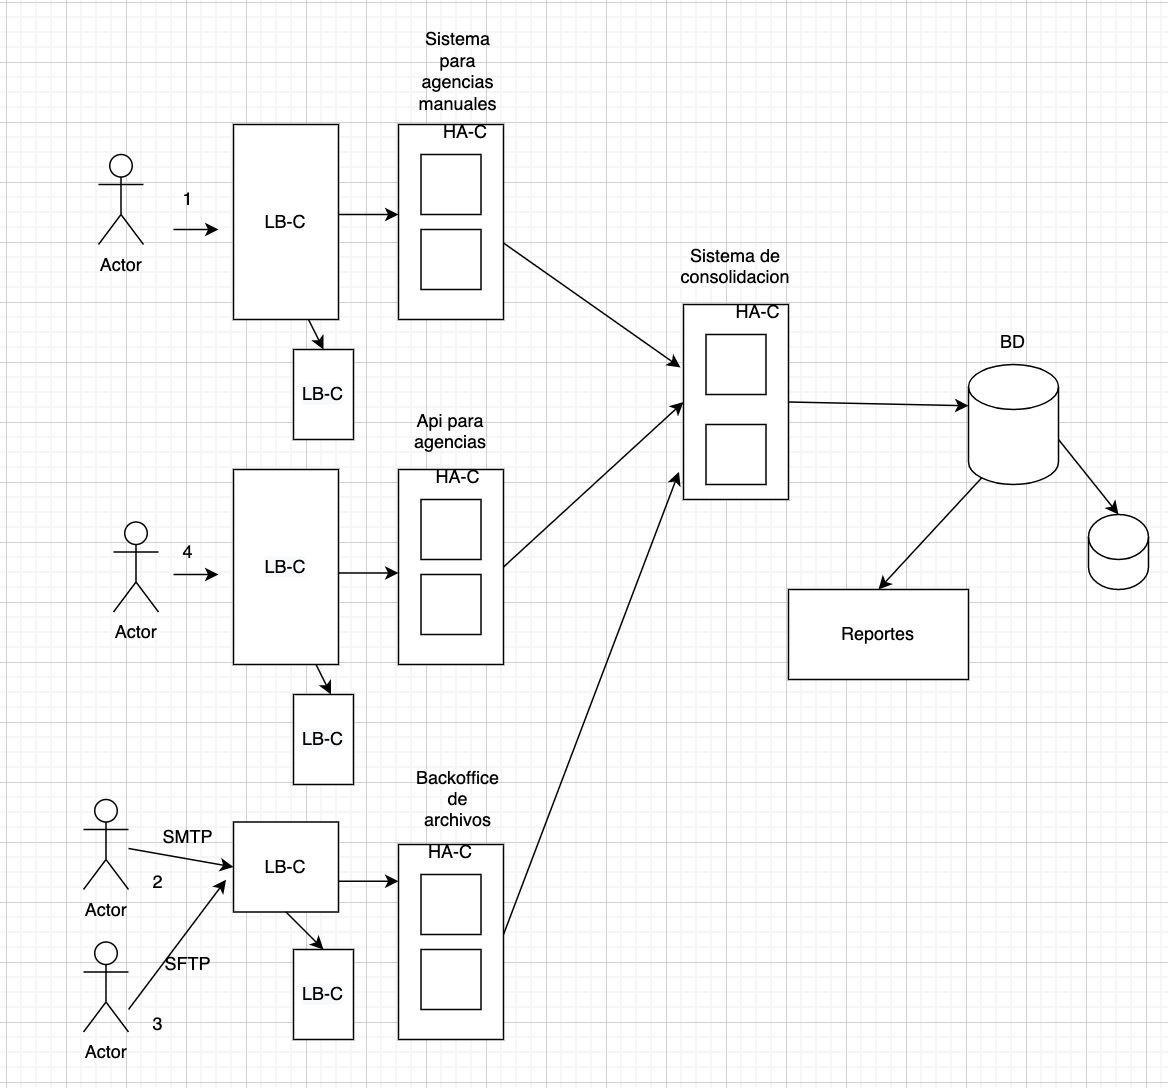 Sistema
para
agencias
manuales
HA-C
1
LB-C
Actor
LB-C
Sistema de
consolidacion
HA-C
BD
Api para
agencias
HA-C
4
LB-C
Actor
LB-C
Reportes
Backoffice
de
archivos
HA-C
SMTP
LB-C
2
Actor
SFTP
LB-C
3
Actor